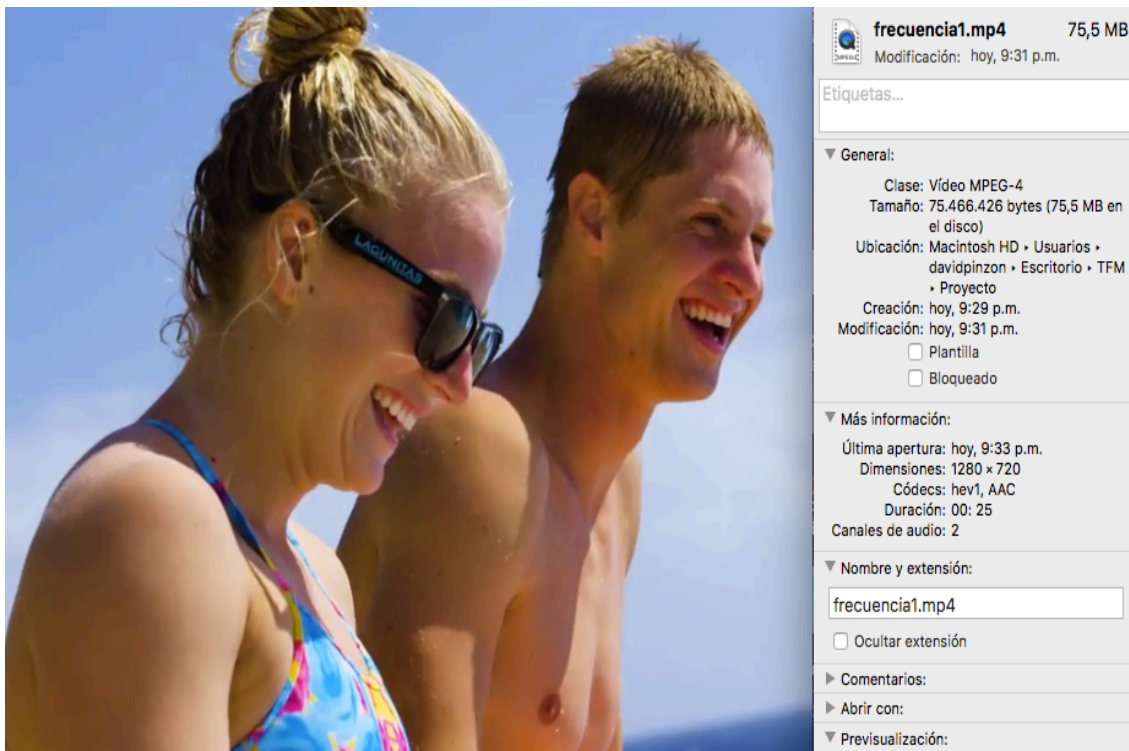 LAGUNITAS
frecuencia1.mp4 75,5 MB
Modificación: hoy, 9:31 p.m.
Etiquetas...
General:
Clase: Vídeo MPEG-4
Tamaño: 75.466.426 bytes (75,5 MB en
el disco)
Ubicación: Macintosh HD ▸ Usuarios ▸
davidpinzon ▸ Escritorio ▸ TFM
▸ Proyecto
Creación: hoy, 9:29 p.m.
Modificación: hoy, 9:31 p.m.
Plantilla
Bloqueado
Más información:
Última apertura: hoy, 9:33 p.m.
Dimensiones: 1280 × 720
Códecs: hev1, AAC
Duración: 00: 25
Canales de audio: 2
Nombre y extensión:
frecuencia1.mp4
Ocultar extensión
Comentarios:
Abrir con:
Previsualización: